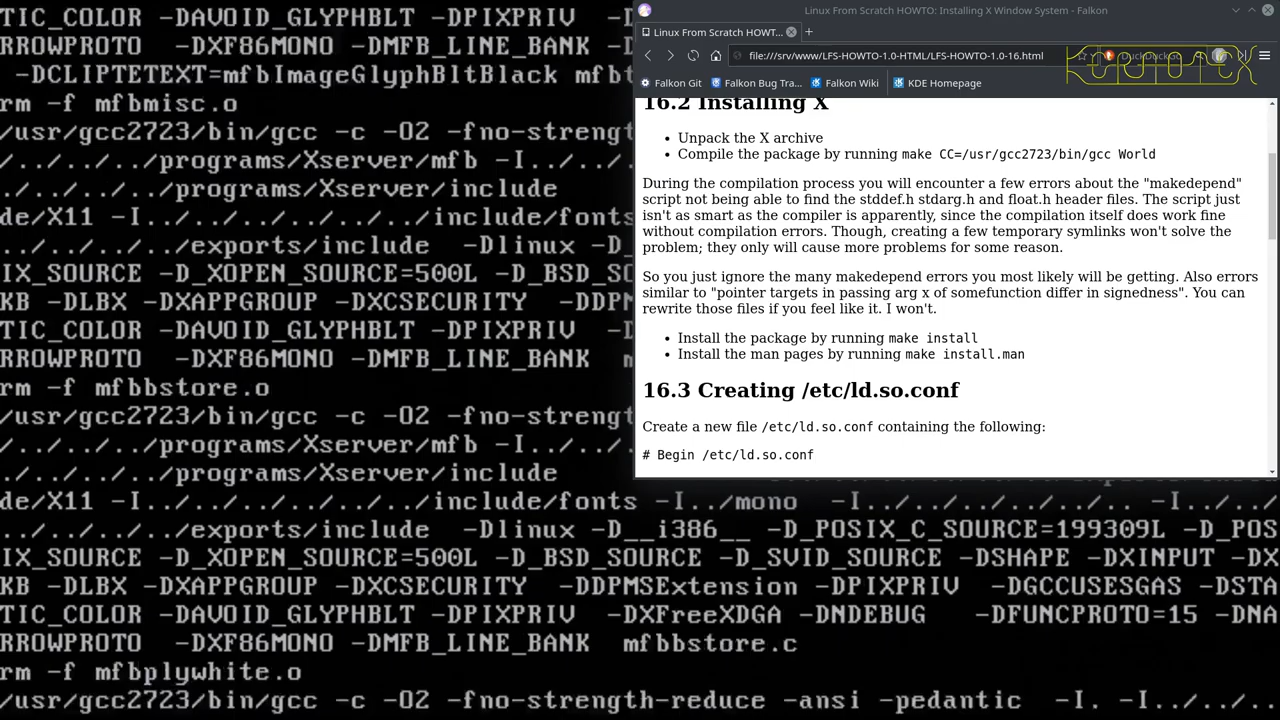 TIC_COLOR -DAVOID_GLYPHBLT -DPIXPRIV -D
RROWPROTO -DXF86MONO -DMFB_LINE_BANK -D
-DCLIPTETEXT=mfbImageGlyphBltBlack mfbt
rm -f mfbmisc.o
/usr/gcc2723/bin/gcc -c -O2 -fno-strength
/../../../programs/Xserver/mfb -I../../.
/../../../programs/Xserver/include
de/X11 -I../../../../../include/fonts
/../../../exports/include -Dlinux -D__i
IX_SOURCE -D_XOPEN_SOURCE=500L -D_BSD_SO
KB -DLBX -DXAPPGROUP -DXCSECURITY -DDPM
TIC_COLOR -DAVOID_GLYPHBLT -DPIXPRIV -D
RROWPROTO -DXF86MONO -DMFB_LINE_BANK
rm -f mfbbstore.o
/usr/gcc2723/bin/gcc -c -O2 -fno-strengt
/../../../programs/Xserver/mfb -I../../.
/../../../programs/Xserver/include
de/X11 -I../../../../../include/fonts -I../mono -I../../../.. -I../.
/../../../exports/include -Dlinux -D__i386__ -D_POSIX_C_SOURCE=199309L -D_POS
IX_SOURCE -D_XOPEN_SOURCE=500L -D_BSD_SOURCE -D_SVID_SOURCE -DSHAPE -DXINPUT -DX
KB -DLBX -DXAPPGROUP -DXCSECURITY -DDPMSExtension -DPIXPRIV -DGCCUSESGAS -DSTA
TIC_COLOR -DAVOID_GLYPHBLT -DPIXPRIV -DXFreeXDGA -DNDEBUG -DFUNCPROTO=15 -DNA
RROWPROTO -DXF86MONO -DMFB_LINE_BANK mfbbstore.c
rm -f mfbplywhite.o
/usr/gcc2723/bin/gcc -c -O2 -fno-strength-reduce -ansi -pedantic -I. -I../../..
Linux From Scratch HOWTO: Installing X Window System - Falkon
Linux From Scratch HOWT...
file:///srv/www/LFS-HOWTO-1.0-HTML/LFS-HOWTO-1.0-16.html
DuckDuckGo
Falkon Git Falkon Bug Tra... Falkon Wiki KDE Homepage
16.2 Installing X
• Unpack the X archive
• Compile the package by running make CC=/usr/gcc2723/bin/gcc World
During the compilation process you will encounter a few errors about the "makedepend"
script not being able to find the stddef.h stdarg.h and float.h header files. The script just
isn't as smart as the compiler is apparently, since the compilation itself does work fine
without compilation errors. Though, creating a few temporary symlinks won't solve the
problem; they only will cause more problems for some reason.
So you just ignore the many makedepend errors you most likely will be getting. Also errors
similar to "pointer targets in passing arg x of somefunction differ in signedness". You can
rewrite those files if you feel like it. I won't.
• Install the package by running make install
• Install the man pages by running make install.man
16.3 Creating /etc/ld.so.conf
Create a new file /etc/ld.so.conf containing the following:
# Begin /etc/ld.so.conf